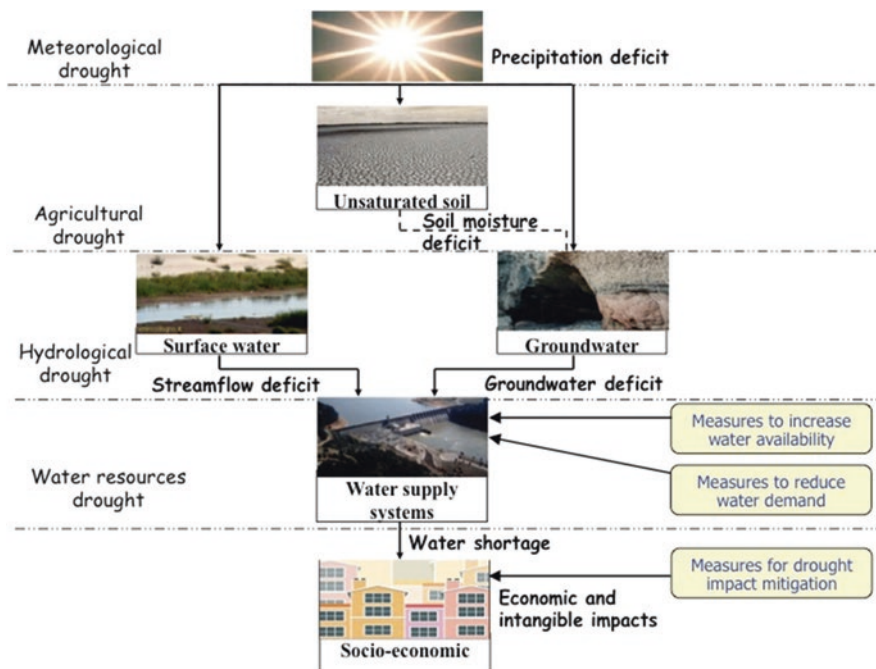 Meteorological
drought
Precipitation deficit
Unsaturated soil
Agricultural
drought
Soil moisture
deficit
Surface water
Groundwater
Hydrological
drought
Streamflow deficit
Groundwater deficit
Measures to increase
water availability
Water resources
drought
Measures to reduce
water demand
Water supply
systems
Water shortage
Measures for drought
impact mitigation
Economic and
intangible impacts
Socio-economic